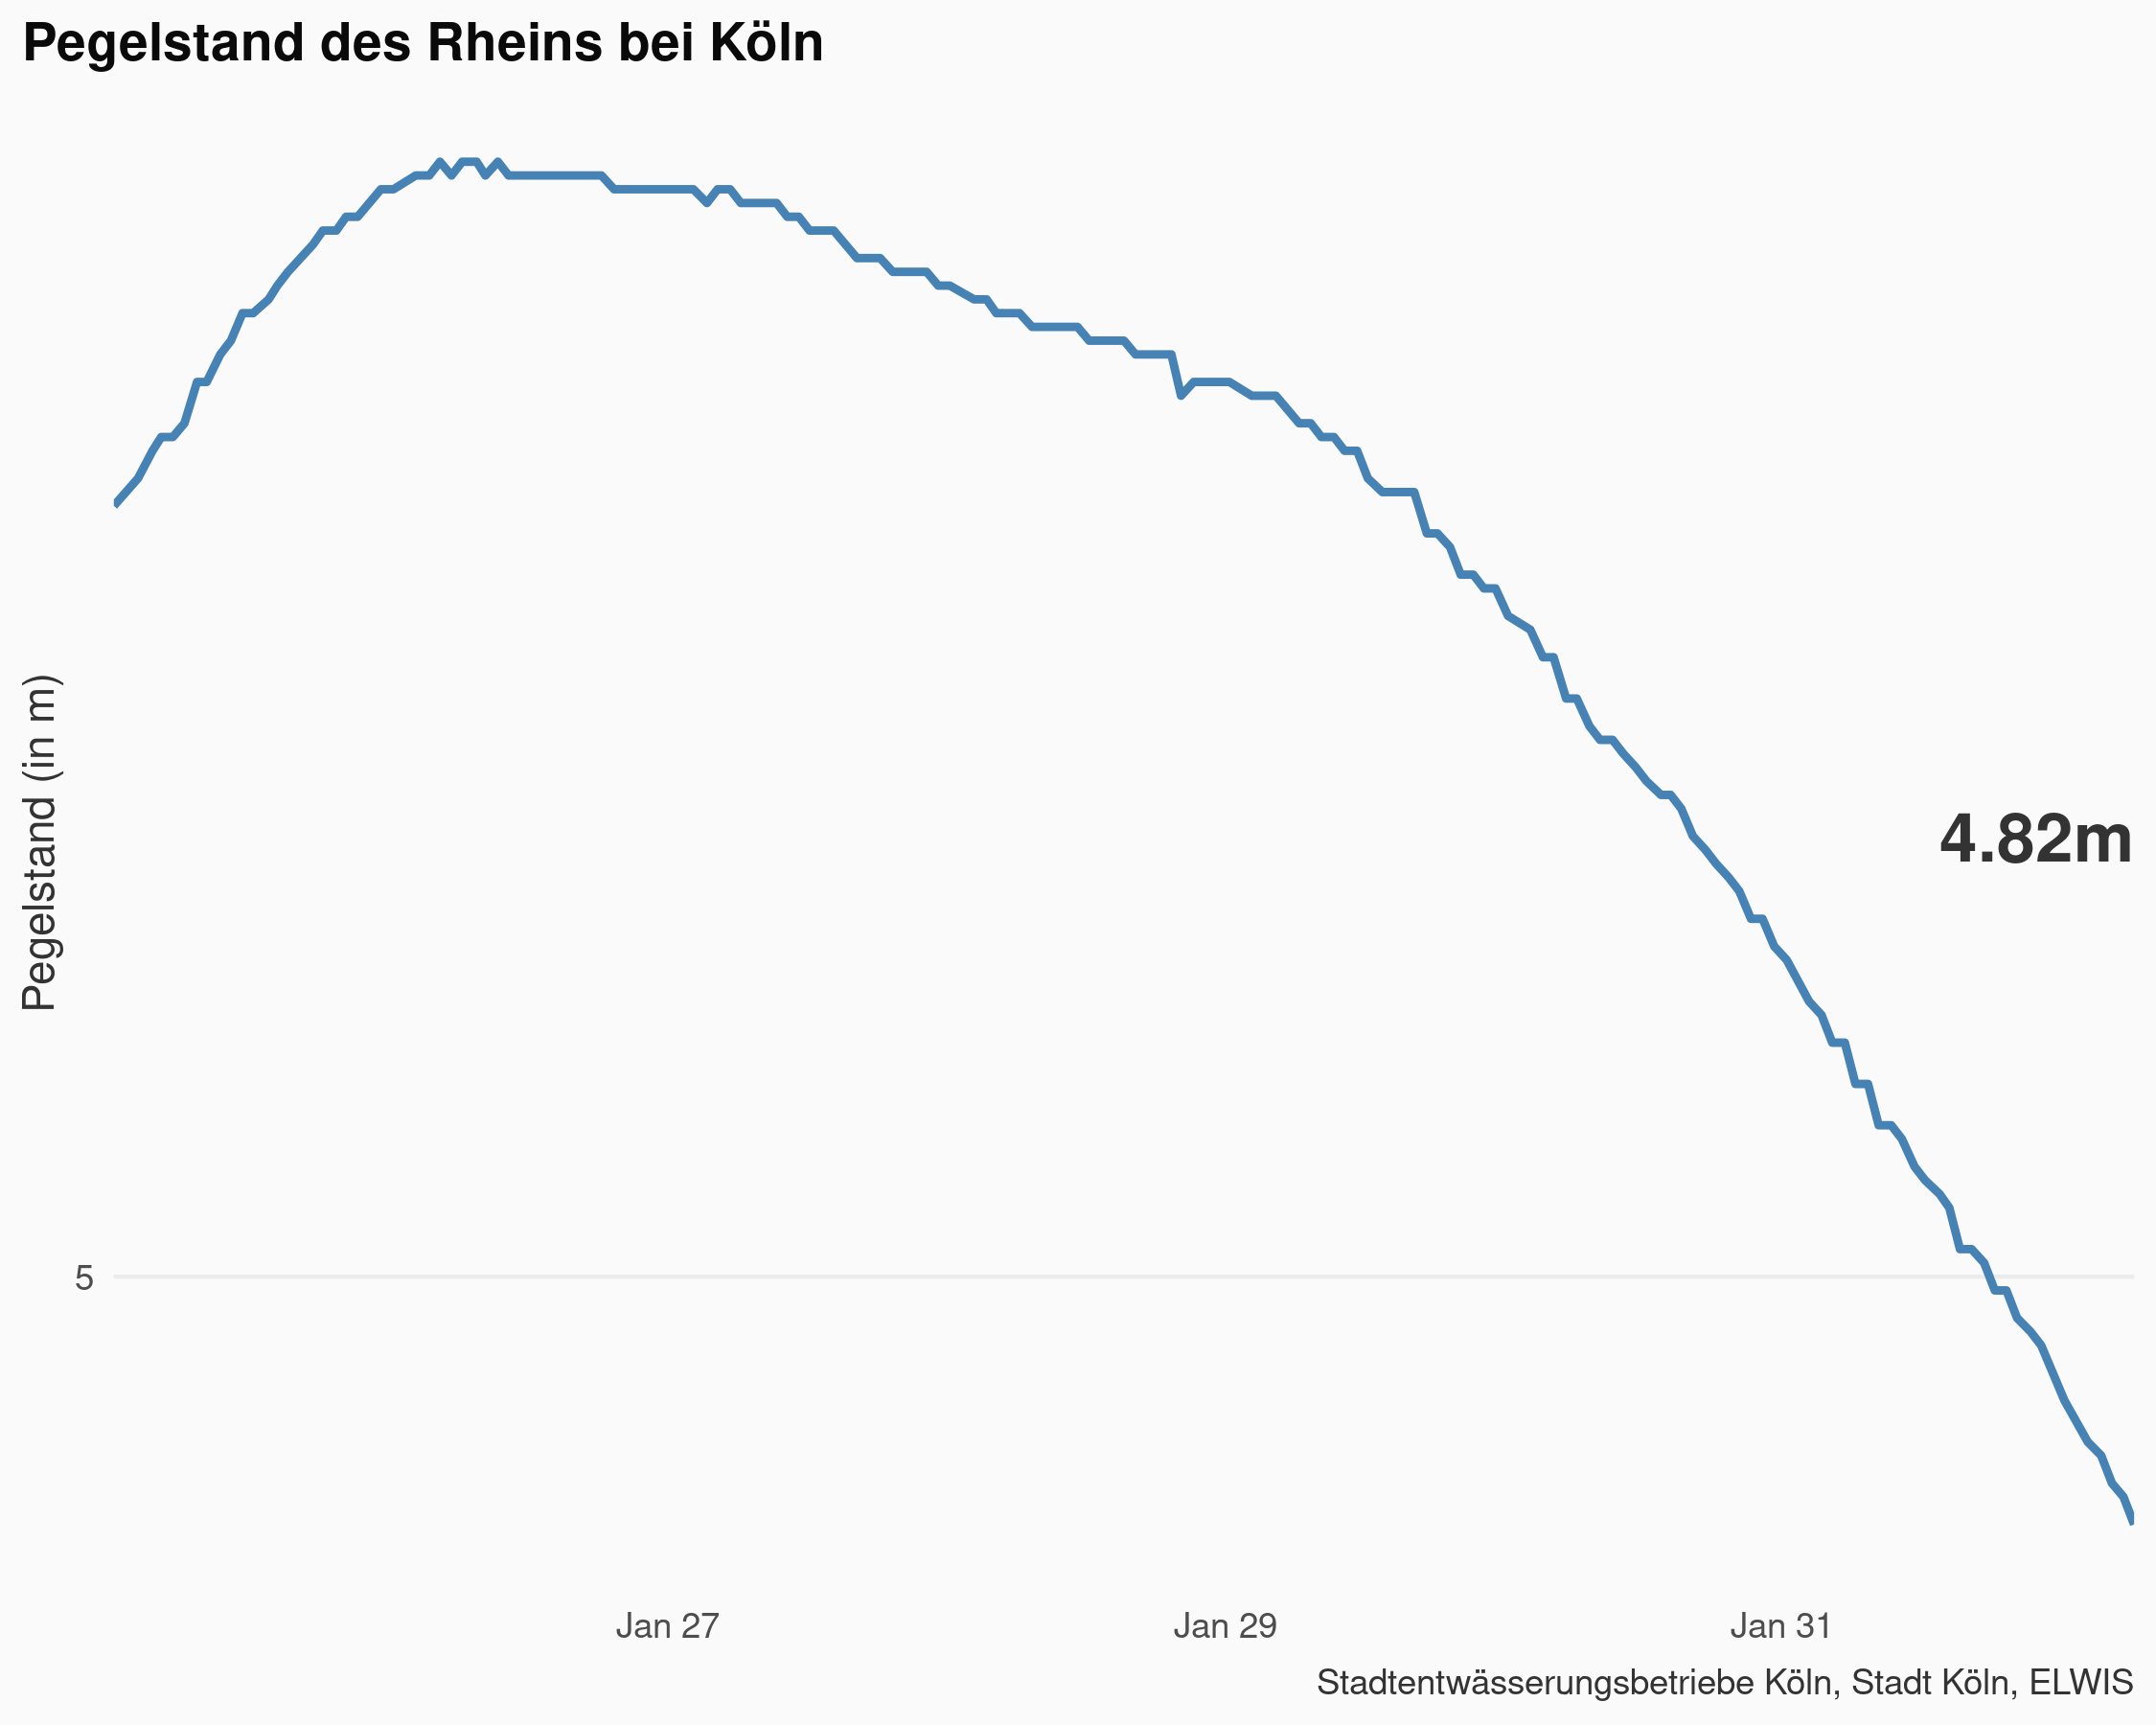 Pegelstand des Rheins bei Köln
Pegelstand (in m)
4.82m
5
Jan 27
Jan 29
Jan 31
Stadtentwässerungsbetriebe Köln, Stadt Köln, ELWIS